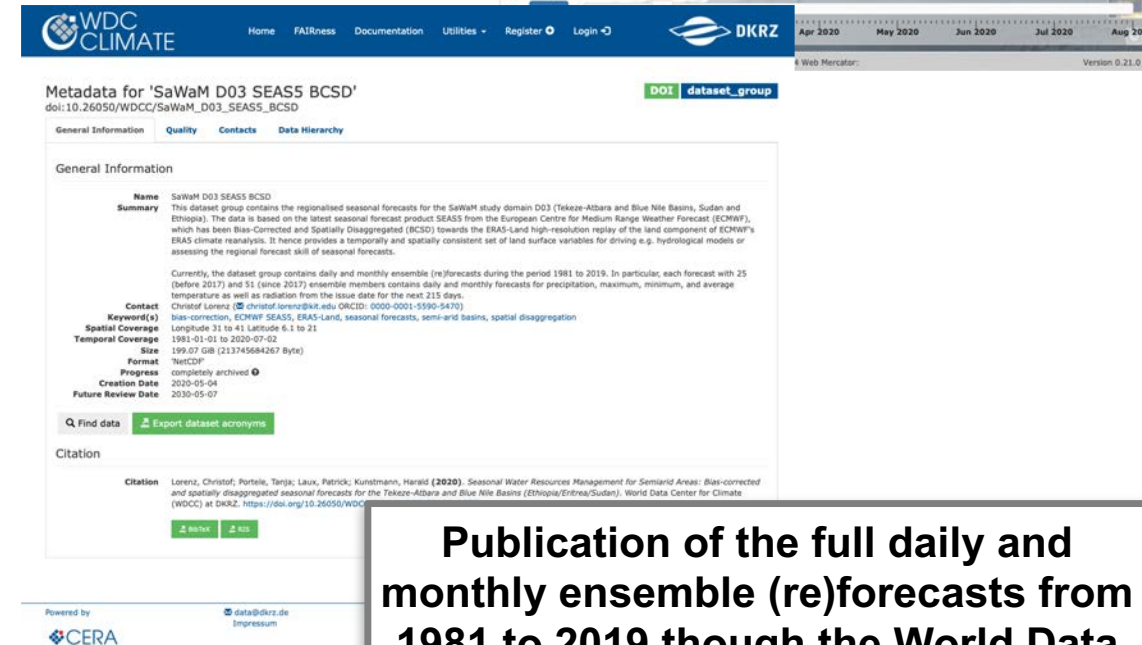 WDC
CLIMATE
Home FAIRness Documentation Utilities Register Login
DKRZ
Apr 2020 May 2020 Jun 2020 Jul 2020 Aug 20
Web Mercator: Version 0.21.0
Metadata for 'SaWaM D03 SEAS5 BCSD'
doi:10.26050/WDCC/SaWaM_D03_SEAS5_BCSD
DOI dataset_group
General Information Quality Contacts Data Hierarchy
General Information
Name SaWaM D03 SEAS5 BCSD
Summary This dataset group contains the regionalised seasonal forecasts for the SaWaM study domain D03 (Tekeze-Atbara and Blue Nile Basins, Sudan and
Ethiopia). The data is based on the latest seasonal forecast product SEAS5 from the European Centre for Medium Range Weather Forecast (ECMWF),
which has been Bias-Corrected and Spatially Disaggregated (BCSD) towards the ERA5-Land high-resolution replay of the land component of ECMWF's
ERA5 climate reanalysis. It hence provides a temporally and spatially consistent set of land surface variables for driving e.g. hydrological models or
assessing the regional forecast skill of seasonal forecasts.
Currently, the dataset group contains daily and monthly ensemble (re)forecasts during the period 1981 to 2019. In particular, each forecast with 25
(before 2017) and 51 (since 2017) ensemble members contains daily and monthly forecasts for precipitation, maximum, minimum, and average
temperature as well as radiation from the issue date for the next 215 days.
Contact Christof Lorenz (christof.lorenz@kit.edu ORCID: 0000-0001-5590-5470)
Keyword(s) bias-correction, ECMWF SEAS5, ERA5-Land, seasonal forecasts, semi-arid basins, spatial disaggregation
Spatial Coverage Longitude 31 to 41 Latitude 6.1 to 21
Temporal Coverage 1981-01-01 to 2020-07-02
Size 199.07 GiB (213745684267 Byte)
Format 'NetCDF'
Progress completely archived
Creation Date 2020-05-04
Future Review Date 2030-05-07
Find data Export dataset acronyms
Citation
Citation Lorenz, Christof; Portele, Tanja; Laux, Patrick; Kunstmann, Harald (2020). Seasonal Water Resources Management for Semiarid Areas: Bias-corrected
and spatially disaggregated seasonal forecasts for the Tekeze-Atbara and Blue Nile Basins (Ethiopia/Eritrea/Sudan). World Data Center for Climate
(WDCC) at DKRZ. https://doi.org/10.26050/WDC
BibTeX RIS
Publication of the full daily and
monthly ensemble (re)forecasts from
1981 to 2019 though the World Data
Powered by data@dkrz.de
Impressum
CERA